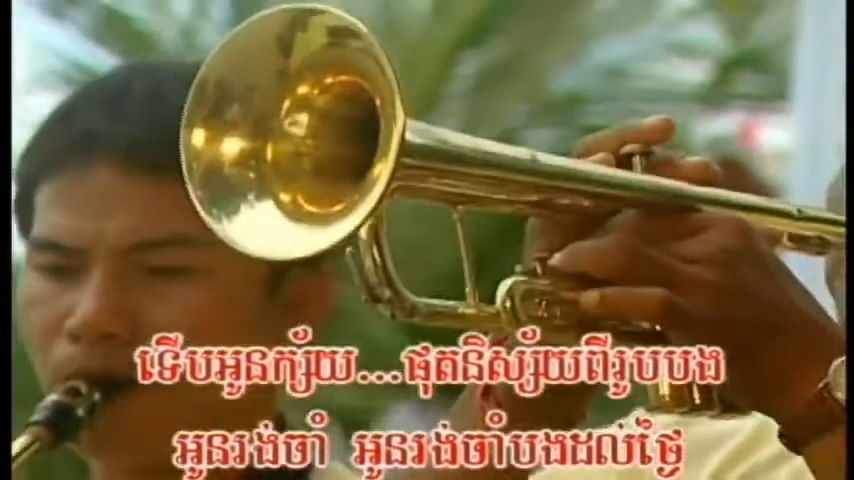 ទើបអូនក្ស័យ...ផុតនិស្ស័យពីរូបបង
អូនរង់ចាំ អូនរង់ចាំបងដល់ថ្ងៃ